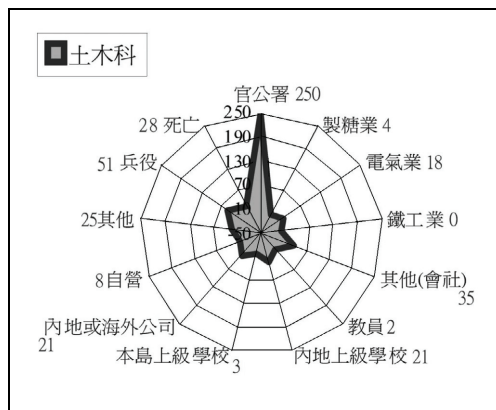 土木科
官公署 250
製糖業 4
電氣業 18
鐵工業 0
其他(會社)
35
教員 2
內地上級學校 21
本島上級學校
3
內地或海外公司
21
8自營
25其他
51 兵役
28 死亡
250
190
130
70
10
-50